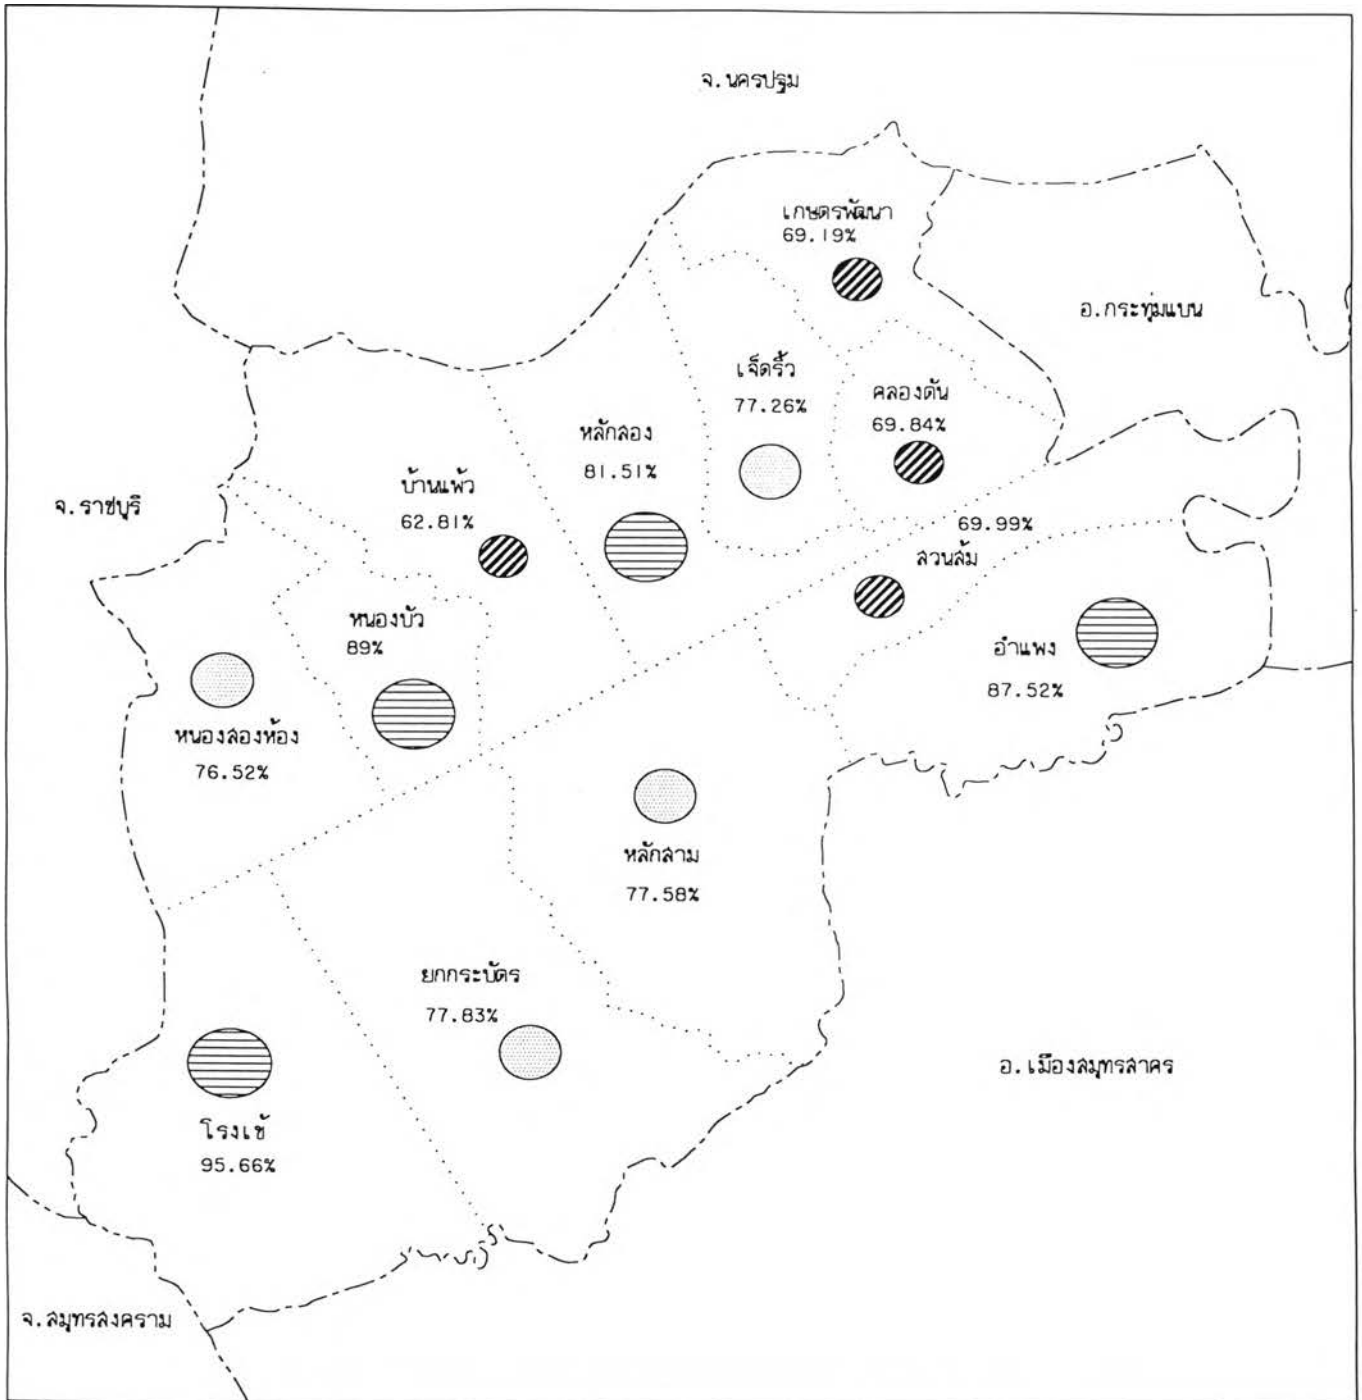 จ.นครปฐม
เกษตรพัฒนา
69.19%
อ.กระทุ่มแบน
เจ็ดริ้ว
77.26%
คลองตัน
69.84%
หลักสอง
81.51%
บ้านแพ้ว
62.81%
จ.ราชบุรี
69.99%
สวนส้ม
หนองบัว
89%
อำแพง
87.52%
หนองสองห้อง
76.52%
หลักสาม
77.58%
ยกกระบัตร
77.83%
อ.เมืองสมุทรสาคร
โรงเข้
95.66%
จ.สมุทรสงคราม